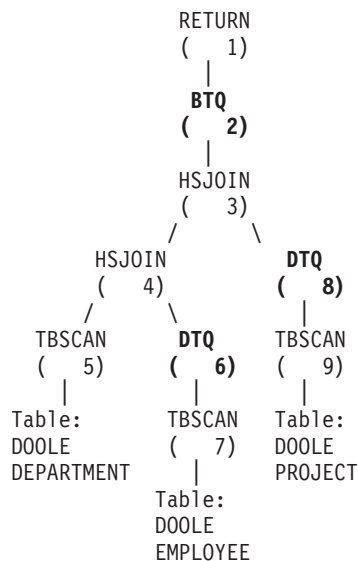 RETURN
( 1)
|
BTQ
( 2)
|
HSJOIN
( 3)
/ \
HSJOIN DTQ
( 4) ( 8)
/ \ |
TBSCAN DTQ TBSCAN
( 5) ( 6) ( 9)
| | |
Table: TBSCAN Table:
DOOLE ( 7) DOOLE
DEPARTMENT | PROJECT
Table:
DOOLE
EMPLOYEE